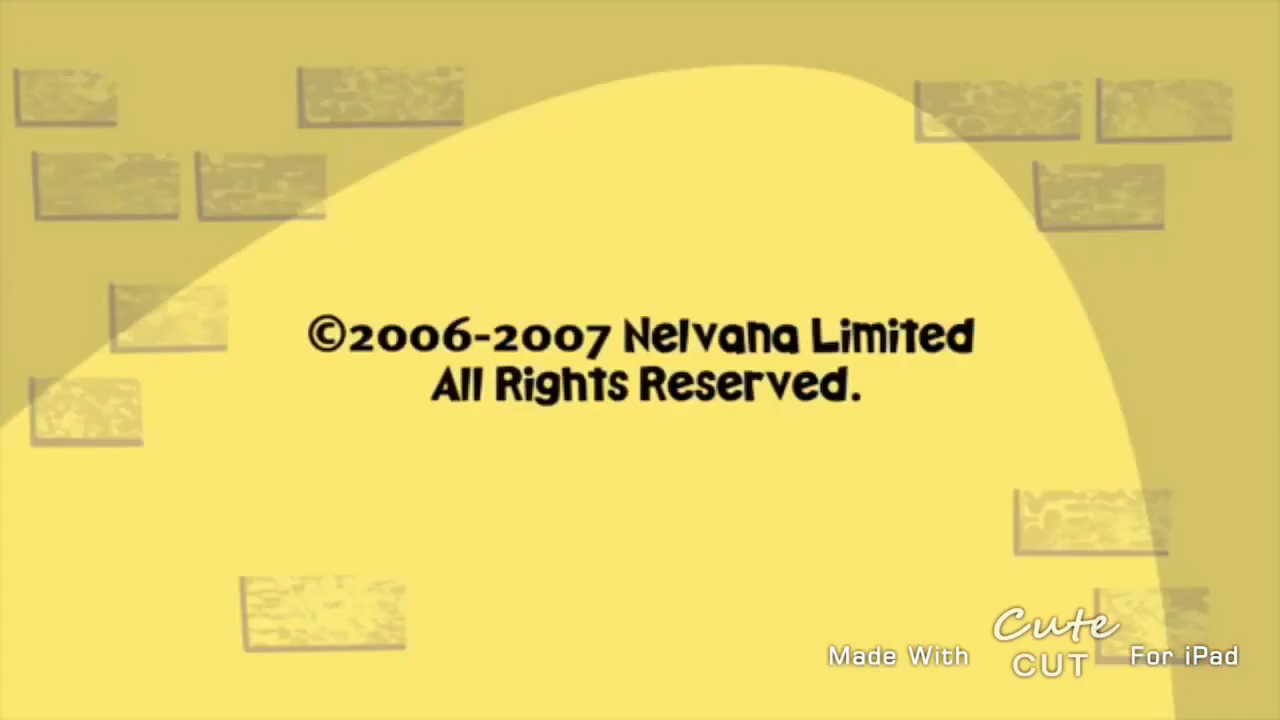 ©2006-2007 Nelvana Limited
All Rights Reserved.
Made With Cute CUT For iPad